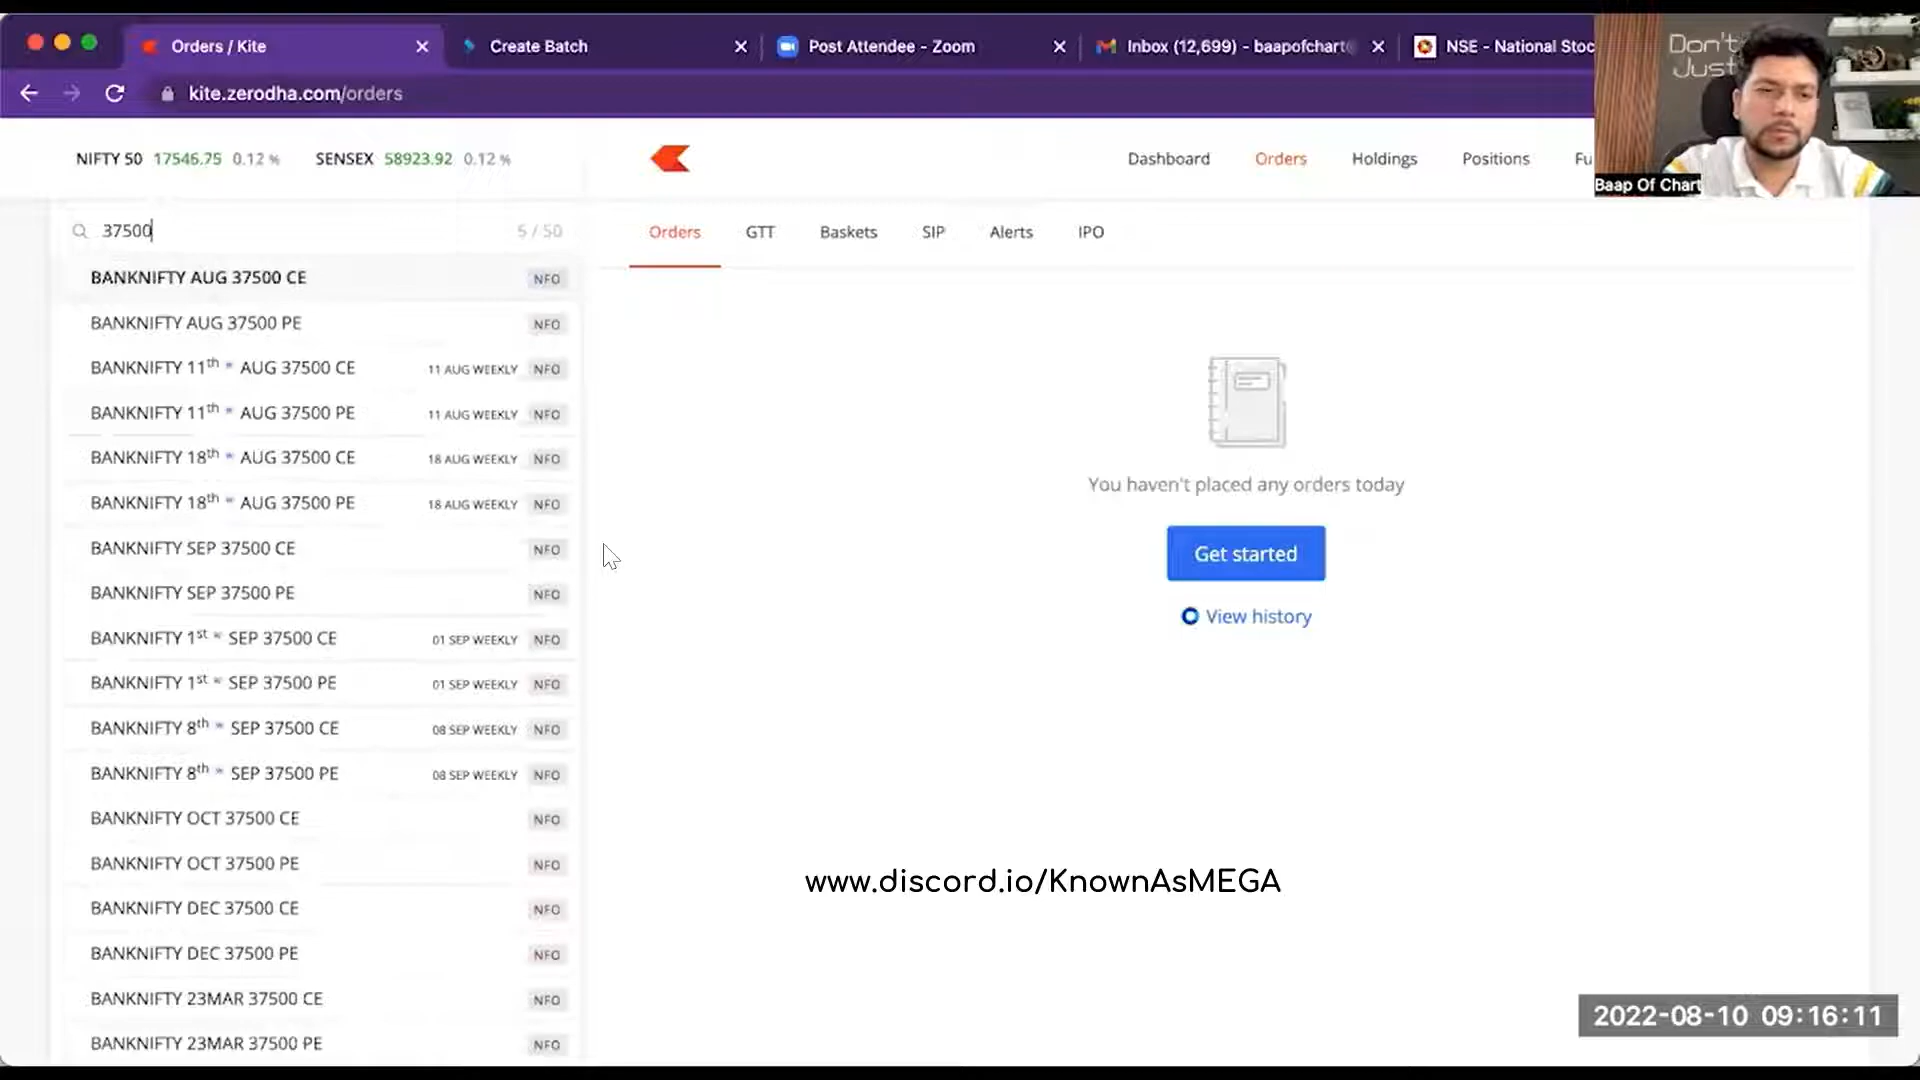 Orders / Kite
Create Batch
Post Attendee - Zoom
Inbox (12,699) - baapofchart
NSE - National Stoc
Don't
Just
kite.zerodha.com/orders
NIFTY 50 17546.75 0.12 %
SENSEX 58923.92 0.12 %
Dashboard
Orders
Holdings
Positions
Fu
Baap Of Chart
37500
5 / 50
Orders
GTT
Baskets
SIP
Alerts
IPO
BANKNIFTY AUG 37500 CE NFO
BANKNIFTY AUG 37500 PE NFO
BANKNIFTY 11th w AUG 37500 CE 11 AUG WEEKLY NFO
BANKNIFTY 11th w AUG 37500 PE 11 AUG WEEKLY NFO
BANKNIFTY 18th w AUG 37500 CE 18 AUG WEEKLY NFO
BANKNIFTY 18th w AUG 37500 PE 18 AUG WEEKLY NFO
BANKNIFTY SEP 37500 CE NFO
BANKNIFTY SEP 37500 PE NFO
BANKNIFTY 1st w SEP 37500 CE 01 SEP WEEKLY NFO
BANKNIFTY 1st w SEP 37500 PE 01 SEP WEEKLY NFO
BANKNIFTY 8th w SEP 37500 CE 08 SEP WEEKLY NFO
BANKNIFTY 8th w SEP 37500 PE 08 SEP WEEKLY NFO
BANKNIFTY OCT 37500 CE NFO
BANKNIFTY OCT 37500 PE NFO
BANKNIFTY DEC 37500 CE NFO
BANKNIFTY DEC 37500 PE NFO
BANKNIFTY 23MAR 37500 CE NFO
BANKNIFTY 23MAR 37500 PE NFO
You haven't placed any orders today
Get started
View history
www.discord.io/KnownAsMEGA
2022-08-10 09:16:11